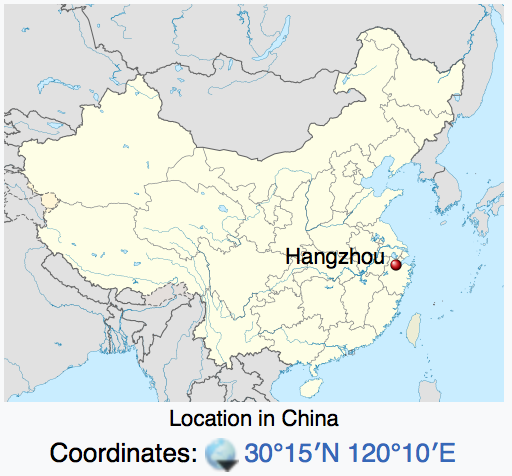 Hangzhou
Location in China
Coordinates: 30°15′N 120°10′E